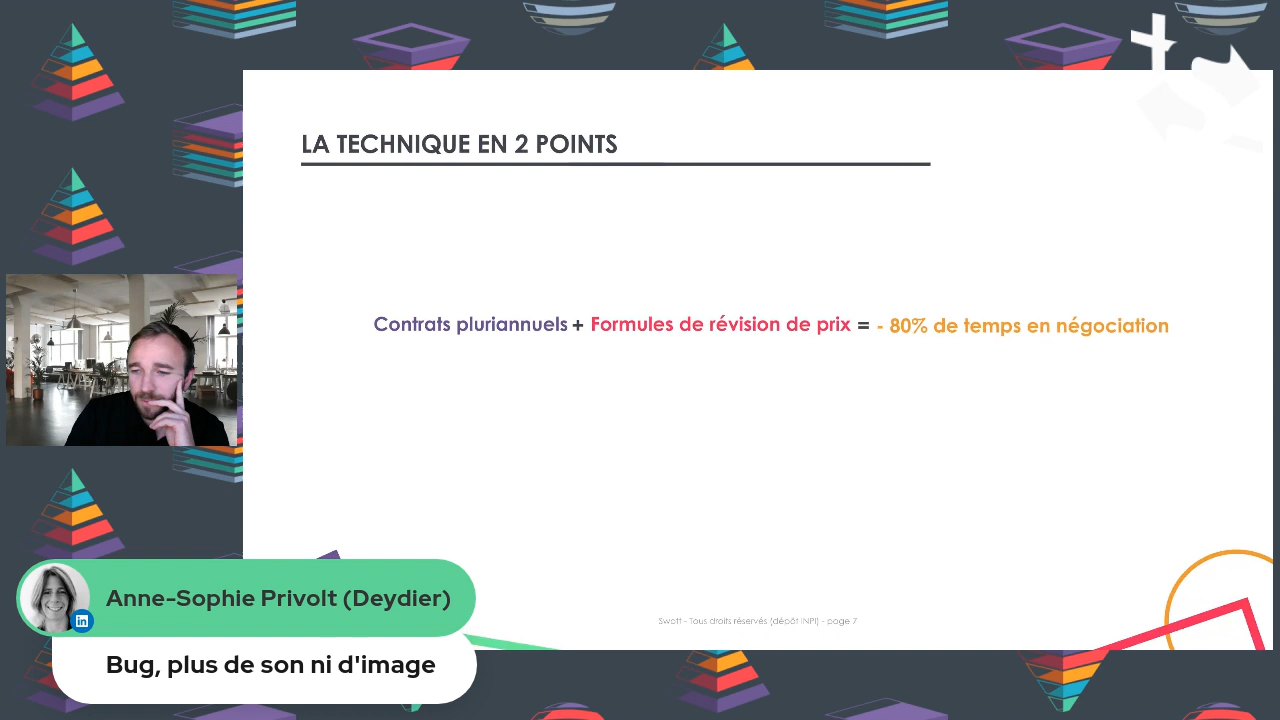 LA TECHNIQUE EN 2 POINTS
Contrats pluriannuels + Formules de révision de prix = - 80% de temps en négociation
Swott - Tous droits réservés (dépôt INPI) - page 7
Anne-Sophie Privolt (Deydier)
in
Bug, plus de son ni d'image